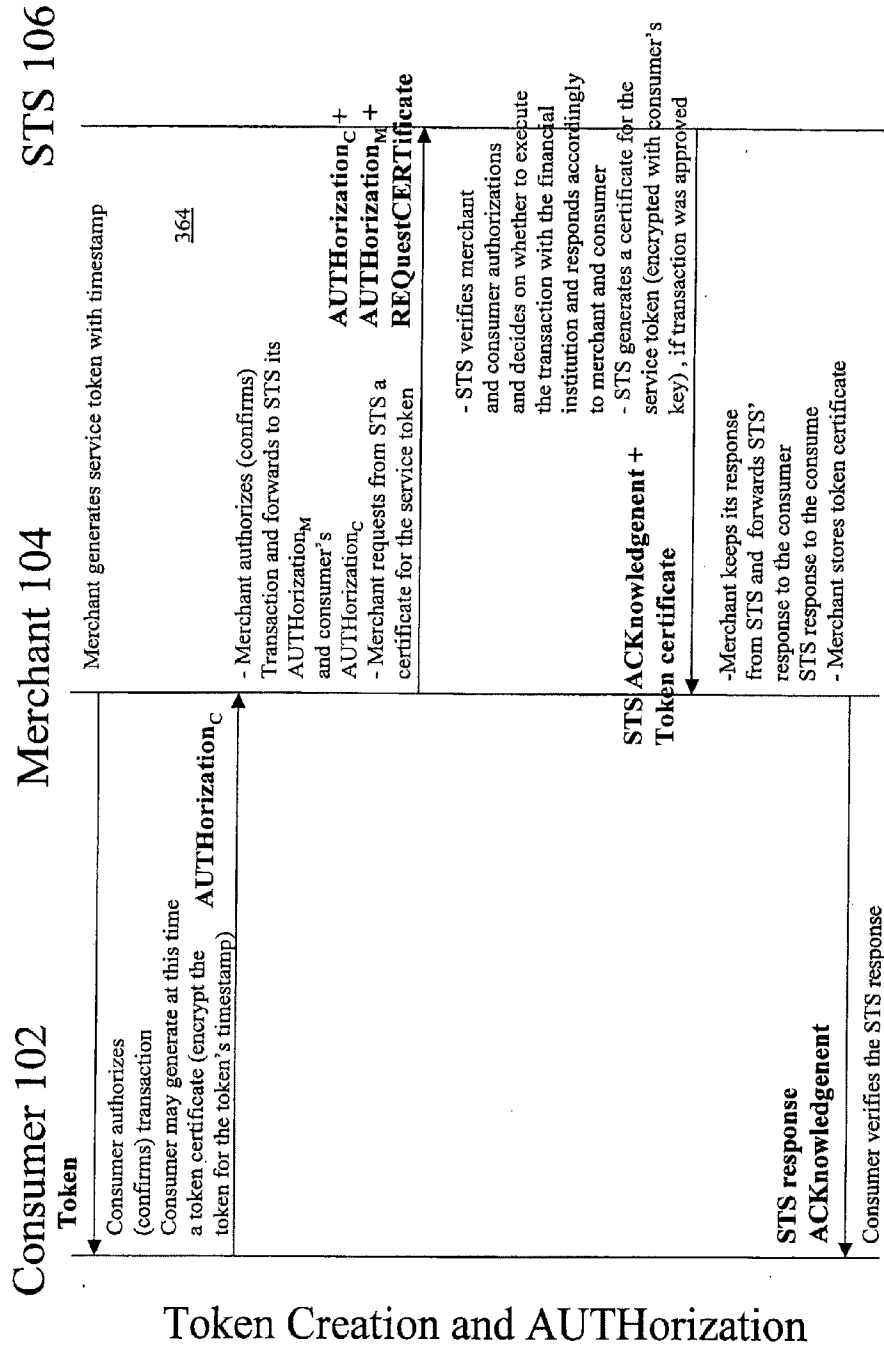 Token Creation and AUTHorization
Consumer 102
Merchant 104
STS 106
Token
Merchant generates service token with timestamp
364
Consumer authorizes
(confirms) transaction
Consumer may generate at this time
a token certificate (encrypt the
token for the token's timestamp)
AUTHorizationC
- Merchant authorizes (confirms)
Transaction and forwards to STS its
AUTHorizationM
and consumer's
AUTHorizationC
- Merchant requests from STS a
certificate for the service token
AUTHorizationC +
AUTHorizationM +
REQuestCERTificate
- STS verifies merchant
and consumer authorizations
and decides on whether to execute
the transaction with the financial
institution and responds accordingly
to merchant and consumer
- STS generates a certificate for the
service token (encrypted with consumer's
key) , if transaction was approved
STS ACKnowledgenent +
Token certificate
-Merchant keeps its response
from STS and forwards STS'
response to the consumer
STS response to the consume
- Merchant stores token certificate
STS response
ACKnowledgenent
Consumer verifies the STS response